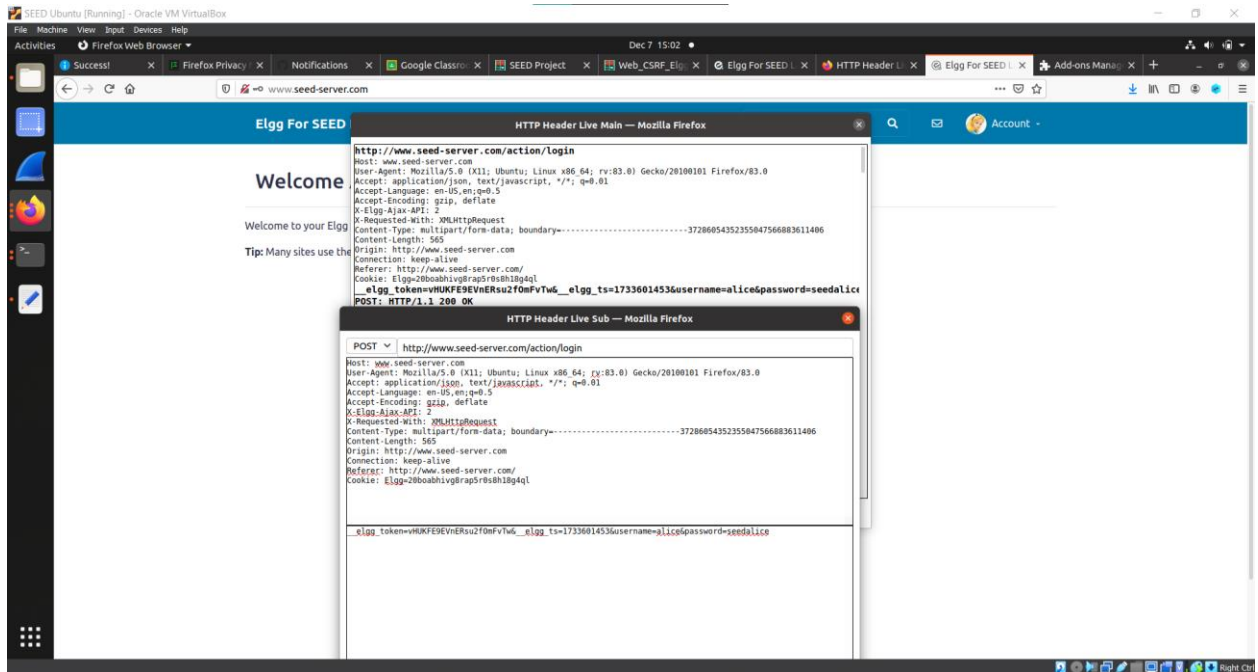 SEED Ubuntu [Running] - Oracle VM VirtualBox
File Machine View Input Devices Help
Activities Firefox Web Browser Dec 7 15:02
Success! Firefox Privacy Notifications Google Classro SEED Project Web_CSRF_Elg Elgg For SEED L HTTP Header L Elgg For SEED L Add-ons Manag
www.seed-server.com
Elgg For SEED
Account
HTTP Header Live Main — Mozilla Firefox
Welcome
Welcome to your Elgg
Tip: Many sites use the
http://www.seed-server.com/action/login
Host: www.seed-server.com
User-Agent: Mozilla/5.0 (X11; Ubuntu; Linux x86_64; rv:83.0) Gecko/20100101 Firefox/83.0
Accept: application/json, text/javascript, */*; q=0.01
Accept-Language: en-US,en;q=0.5
Accept-Encoding: gzip, deflate
X-Elgg-Ajax-API: 2
X-Requested-With: XMLHttpRequest
Content-Type: multipart/form-data; boundary=---------------------------37286054352355047566883611406
Content-Length: 565
Origin: http://www.seed-server.com
Connection: keep-alive
Referer: http://www.seed-server.com/
Cookie: Elgg=20boabhivg8rap5r0s8h18g4ql
__elgg_token=vHUKFE9EVnERsu2fOmFvTw&__elgg_ts=1733601453&username=alice&password=seedalice
POST: HTTP/1.1 200 OK
HTTP Header Live Sub — Mozilla Firefox
POST http://www.seed-server.com/action/login
Host: www.seed-server.com
User-Agent: Mozilla/5.0 (X11; Ubuntu; Linux x86_64; rv:83.0) Gecko/20100101 Firefox/83.0
Accept: application/json, text/javascript, */*; q=0.01
Accept-Language: en-US,en;q=0.5
Accept-Encoding: gzip, deflate
X-Elgg-Ajax-API: 2
X-Requested-With: XMLHttpRequest
Content-Type: multipart/form-data; boundary=---------------------------37286054352355047566883611406
Content-Length: 565
Origin: http://www.seed-server.com
Connection: keep-alive
Referer: http://www.seed-server.com/
Cookie: Elgg=20boabhivg8rap5r0s8h18g4ql
__elgg_token=vHUKFE9EVnERsu2fOmFvTw&__elgg_ts=1733601453&username=alice&password=seedalice
Right Ctrl